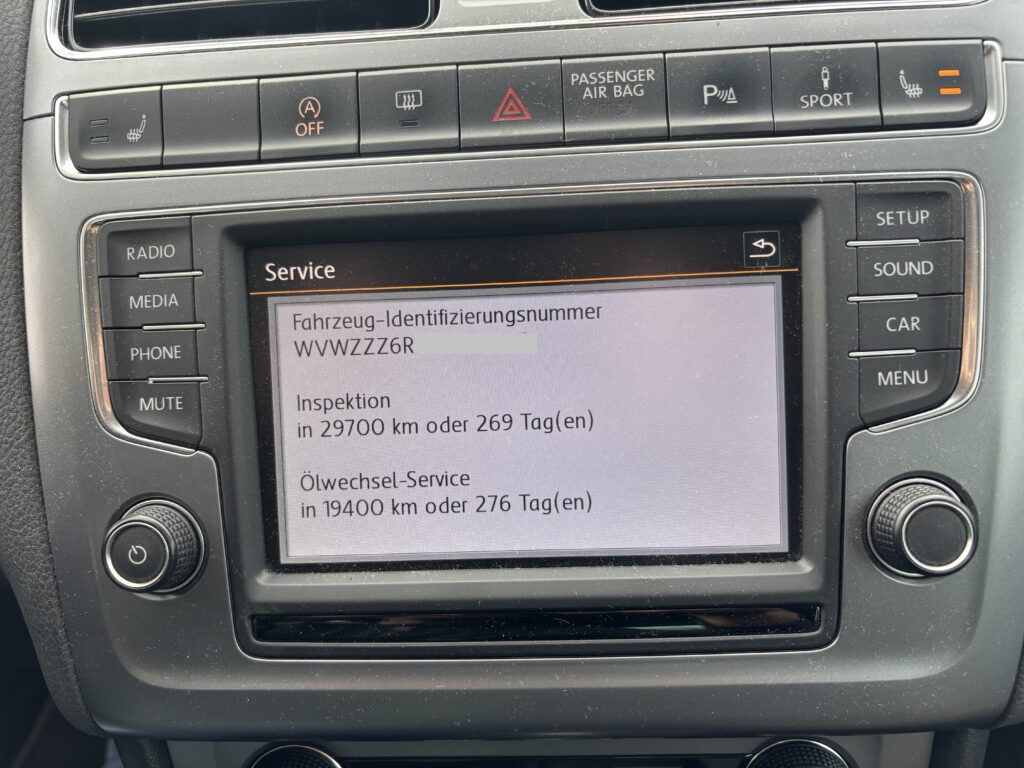 OFF
PASSENGER
AIR BAG
P
SPORT
RADIO
MEDIA
PHONE
MUTE
Service
Fahrzeug-Identifizierungsnummer
WVWZZZ6R
Inspektion
in 29700 km oder 269 Tag(en)
Ölwechsel-Service
in 19400 km oder 276 Tag(en)
SETUP
SOUND
CAR
MENU